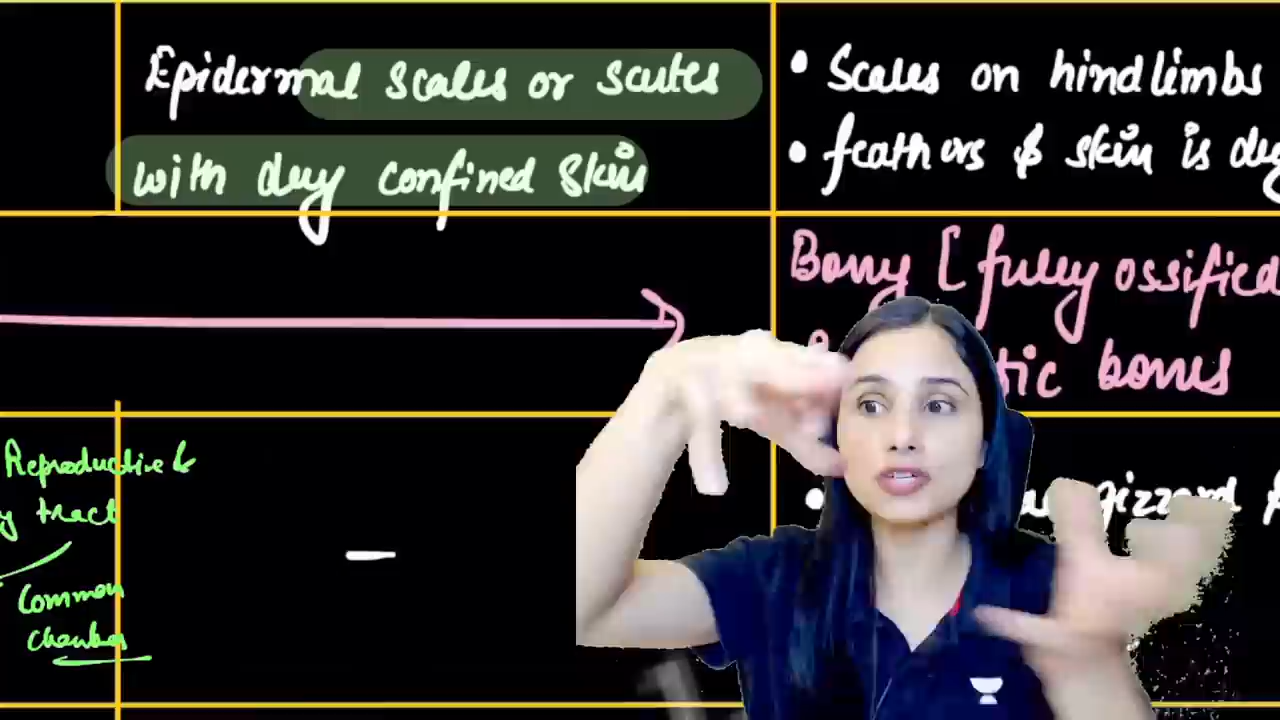 Epidermal scales or scutes
with dry confined skin
• Scales on hindlimbs
• feathers & skin is dry
Bony [ fully ossified
tic bones
• gizzard &
Reproductive &
tract
Common
chamber
—